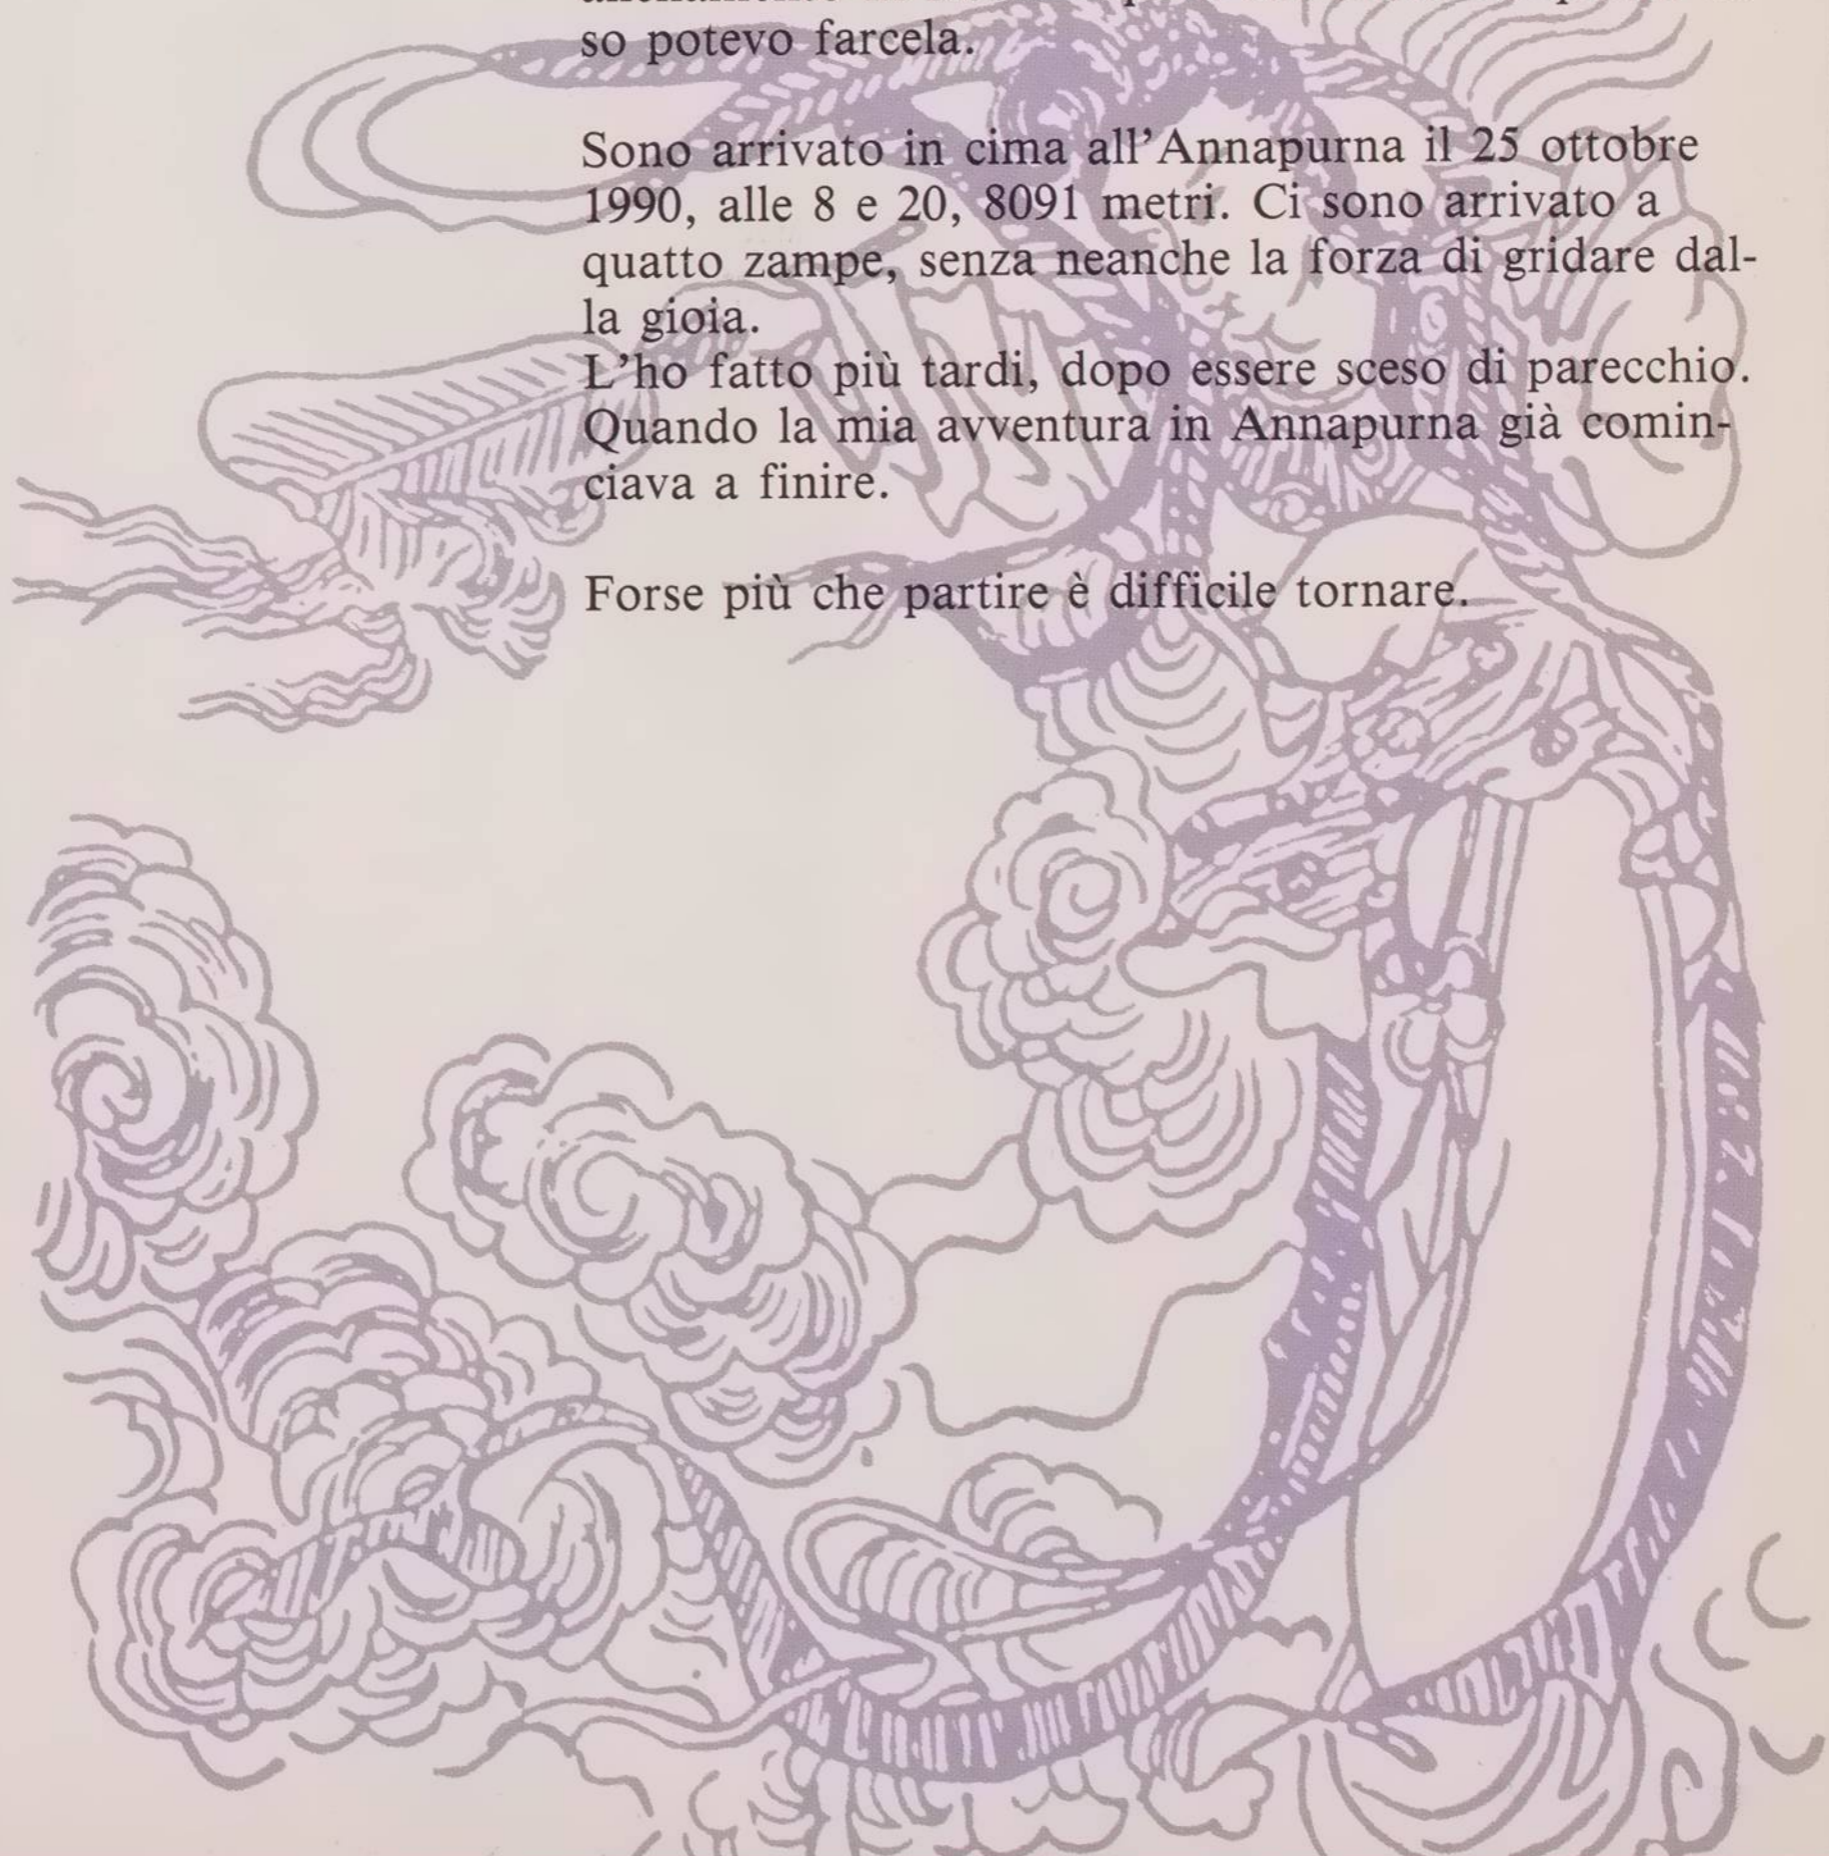 so potevo farcela.
Sono arrivato in cima all'Annapurna il 25 ottobre
1990, alle 8 e 20, 8091 metri. Ci sono arrivato a
quatto zampe, senza neanche la forza di gridare dal-
la gioia.
L'ho fatto più tardi, dopo essere sceso di parecchio.
Quando la mia avventura in Annapurna già comin-
ciava a finire.
Forse più che partire è difficile tornare.